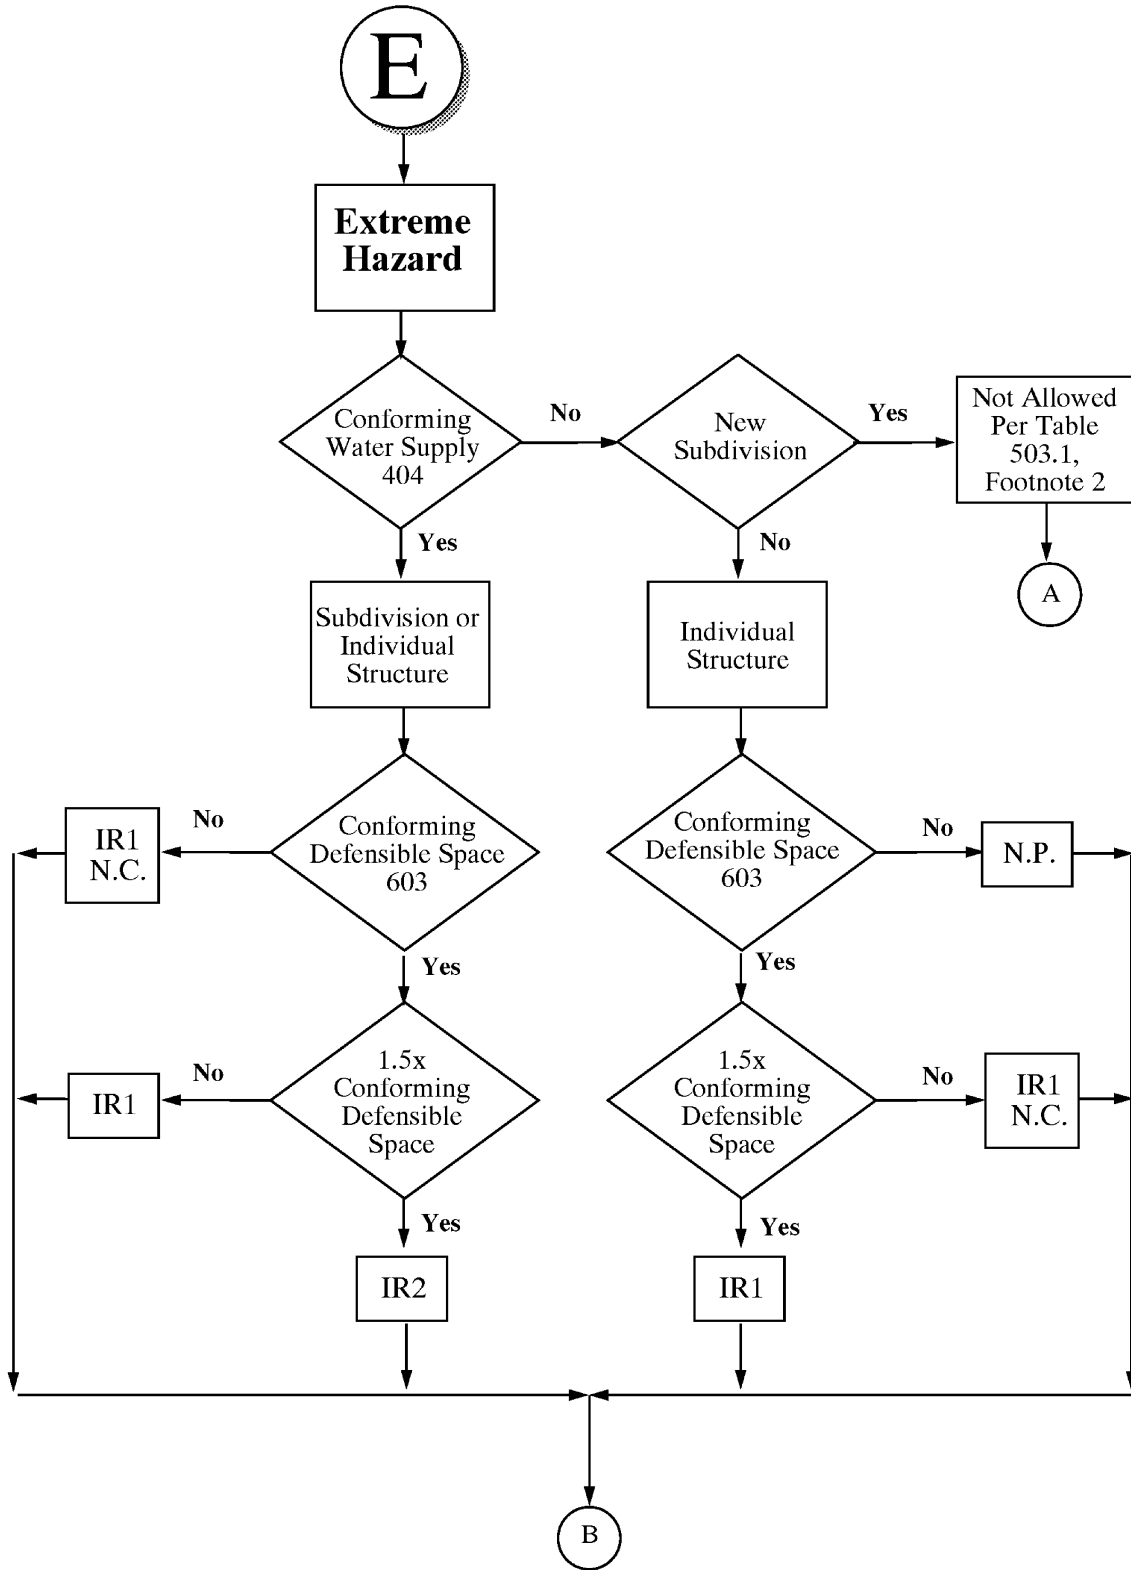 E
Extreme
Hazard
Conforming
Water Supply
404
No
New
Subdivision
Yes
Not Allowed
Per Table
503.1,
Footnote 2
Yes
No
A
Subdivision or
Individual
Structure
Individual
Structure
IR1
N.C.
No
Conforming
Defensible Space
603
Conforming
Defensible Space
603
No
N.P.
Yes
Yes
IR1
No
1.5x
Conforming
Defensible
Space
1.5x
Conforming
Defensible
Space
No
IR1
N.C.
Yes
Yes
IR2
IR1
B